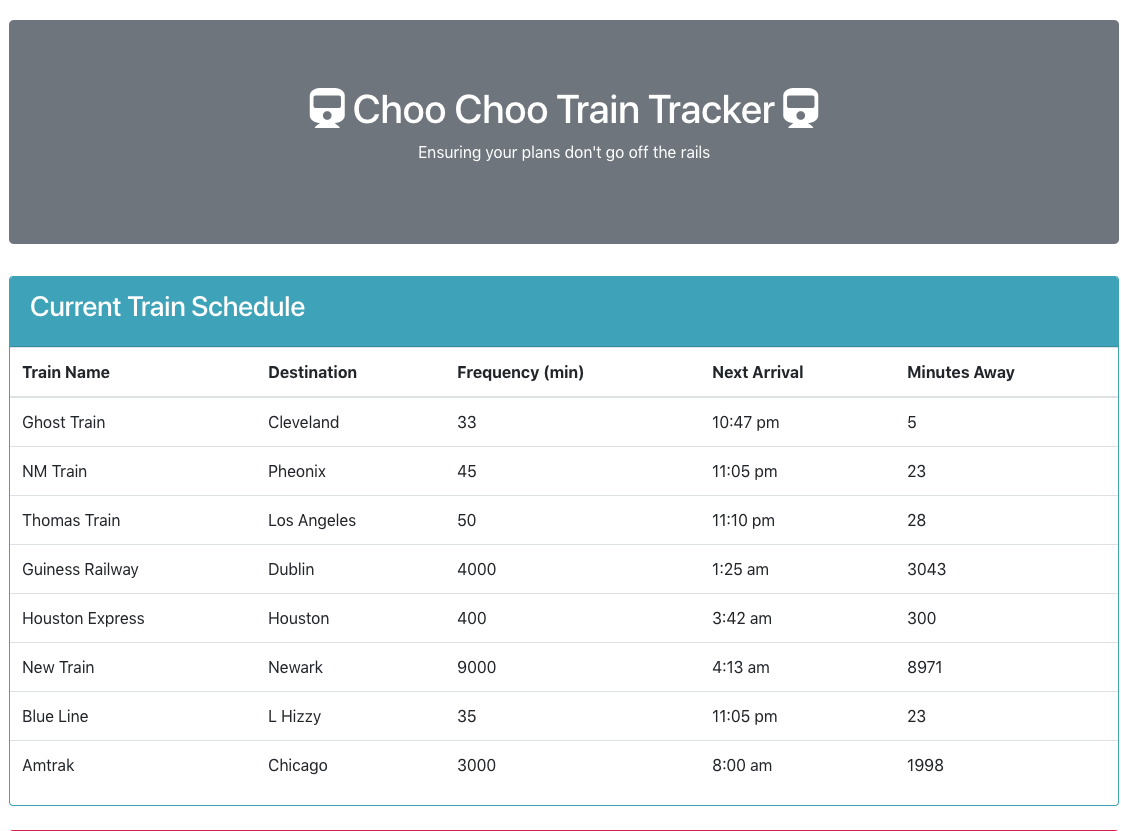 Choo Choo Train Tracker
Ensuring your plans don't go off the rails
Current Train Schedule
Train Name Destination Frequency (min) Next Arrival Minutes Away
Ghost Train Cleveland 33 10:47 pm 5
NM Train Pheonix 45 11:05 pm 23
Thomas Train Los Angeles 50 11:10 pm 28
Guiness Railway Dublin 4000 1:25 am 3043
Houston Express Houston 400 3:42 am 300
New Train Newark 9000 4:13 am 8971
Blue Line L Hizzy 35 11:05 pm 23
Amtrak Chicago 3000 8:00 am 1998